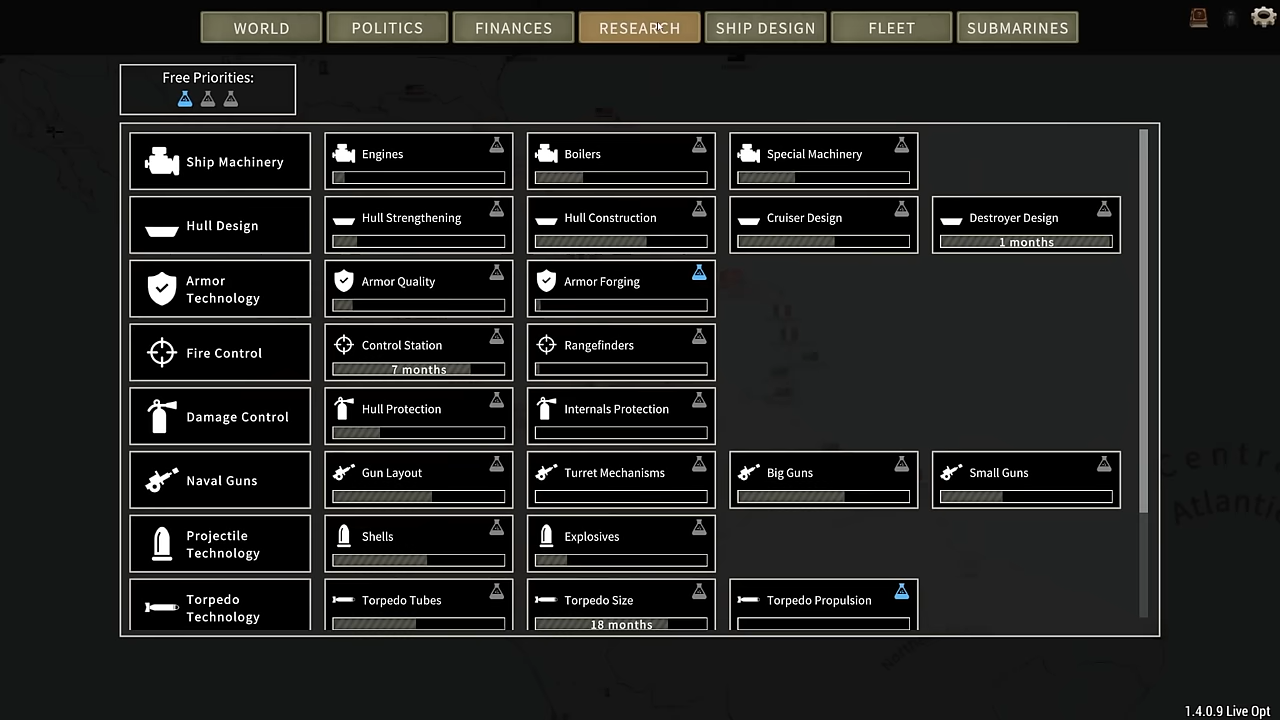 WORLD
POLITICS
FINANCES
RESEARCH
SHIP DESIGN
FLEET
SUBMARINES
Free Priorities:
Ship Machinery
Engines
Boilers
Special Machinery
Hull Design
Hull Strengthening
Hull Construction
Cruiser Design
Destroyer Design
1 months
Armor
Technology
Armor Quality
Armor Forging
Fire Control
Control Station
7 months
Rangefinders
Damage Control
Hull Protection
Internals Protection
Naval Guns
Gun Layout
Turret Mechanisms
Big Guns
Small Guns
Centr
Atlantic
Projectile
Technology
Shells
Explosives
Torpedo
Technology
Torpedo Tubes
Torpedo Size
18 months
Torpedo Propulsion
1.4.0.9 Live Opt